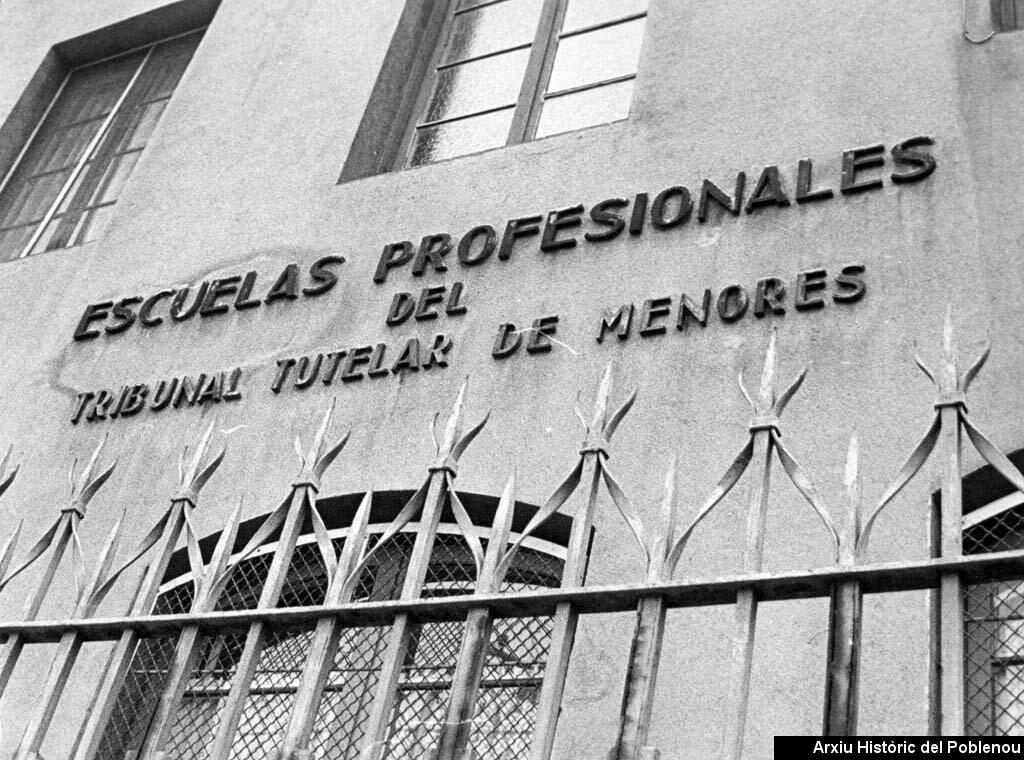 ESCUELAS PROFESIONALES
DEL
TRIBUNAL TUTELAR DE MENORES
Arxiu Històric del Poblenou